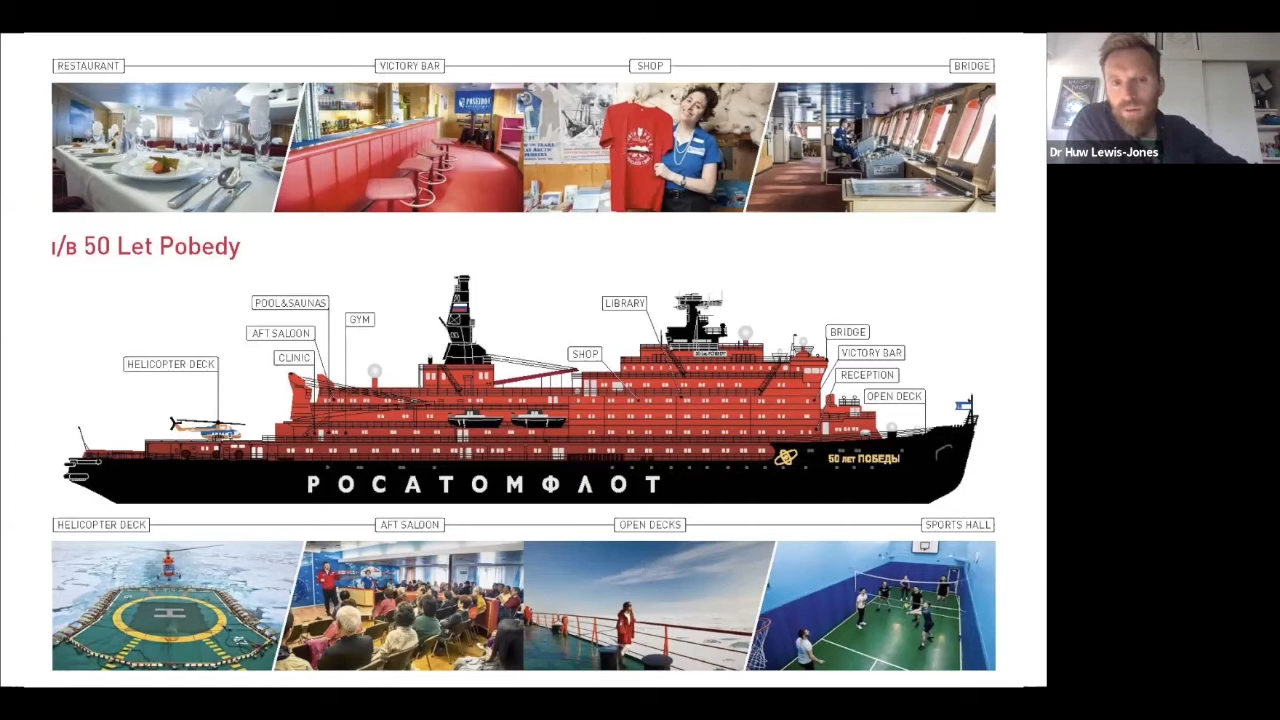 RESTAURANT
VICTORY BAR
SHOP
BRIDGE
POSEIDON
Dr Huw Lewis-Jones
/в 50 Let Pobedy
POOL&SAUNAS
GYM
AFT SALOON
CLINIC
HELICOPTER DECK
LIBRARY
SHOP
BRIDGE
VICTORY BAR
RECEPTION
OPEN DECK
50 лет ПОБЕДЫ
РОСАТОМФЛОТ
HELICOPTER DECK
AFT SALOON
OPEN DECKS
SPORTS HALL
H